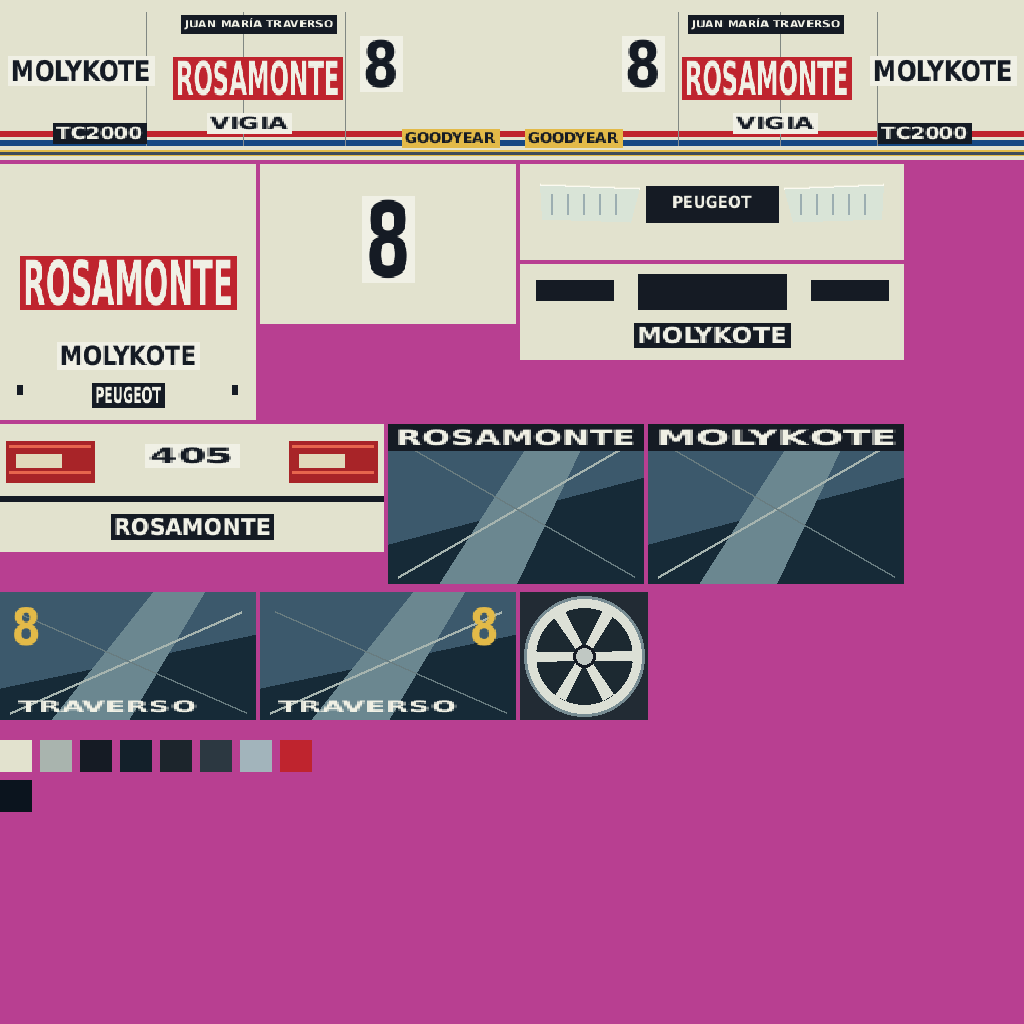 JUAN MARÍA TRAVERSO
JUAN MARÍA TRAVERSO
MOLYKOTE
ROSAMONTE
8
8
ROSAMONTE
MOLYKOTE
VIGIA
VIGIA
TC2000
GOODYEAR
GOODYEAR
TC2000
ROSAMONTE
MOLYKOTE
PEUGEOT
8
PEUGEOT
MOLYKOTE
405
ROSAMONTE
ROSAMONTE
MOLYKOTE
8
TRAVERSO
8
TRAVERSO